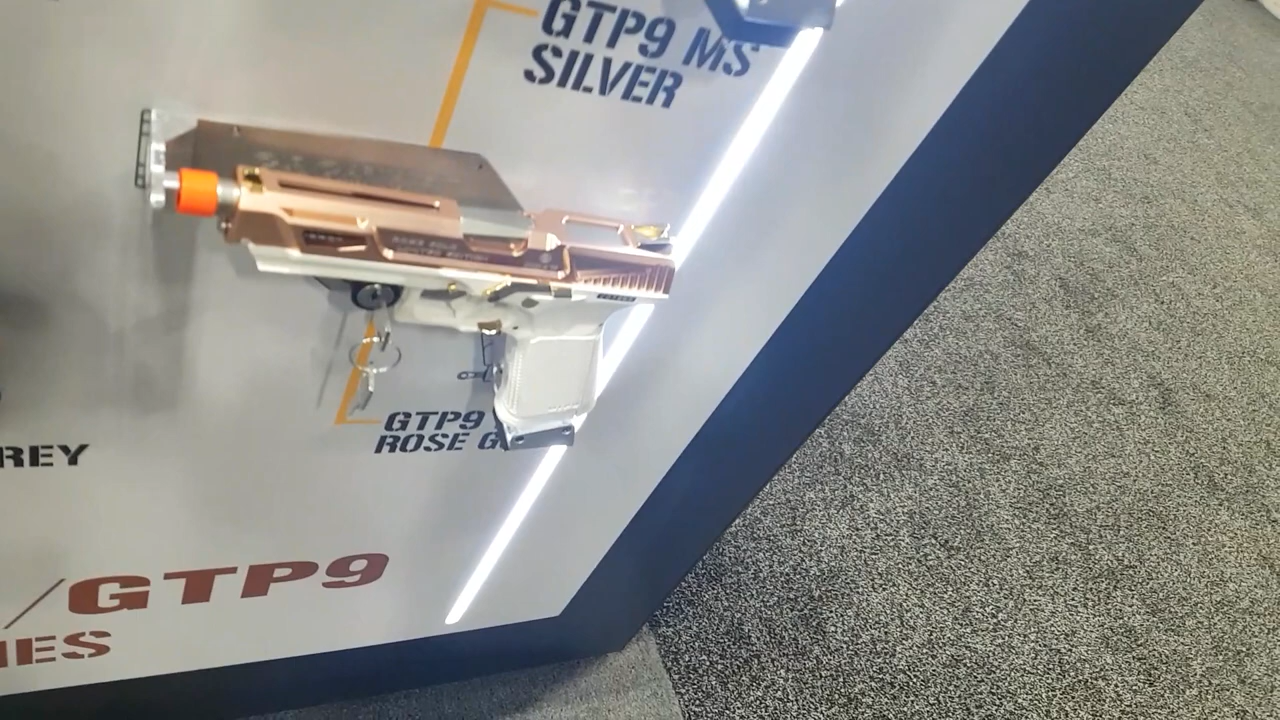 GTP9 MS
SILVER
GTP9
ROSE G
REY
/GTP9
IES